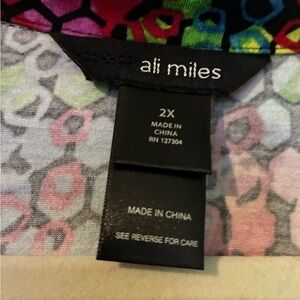 ali miles
2X
MADE IN
CHINA
RN 127304
MADE IN CHINA
SEE REVERSE FOR CARE